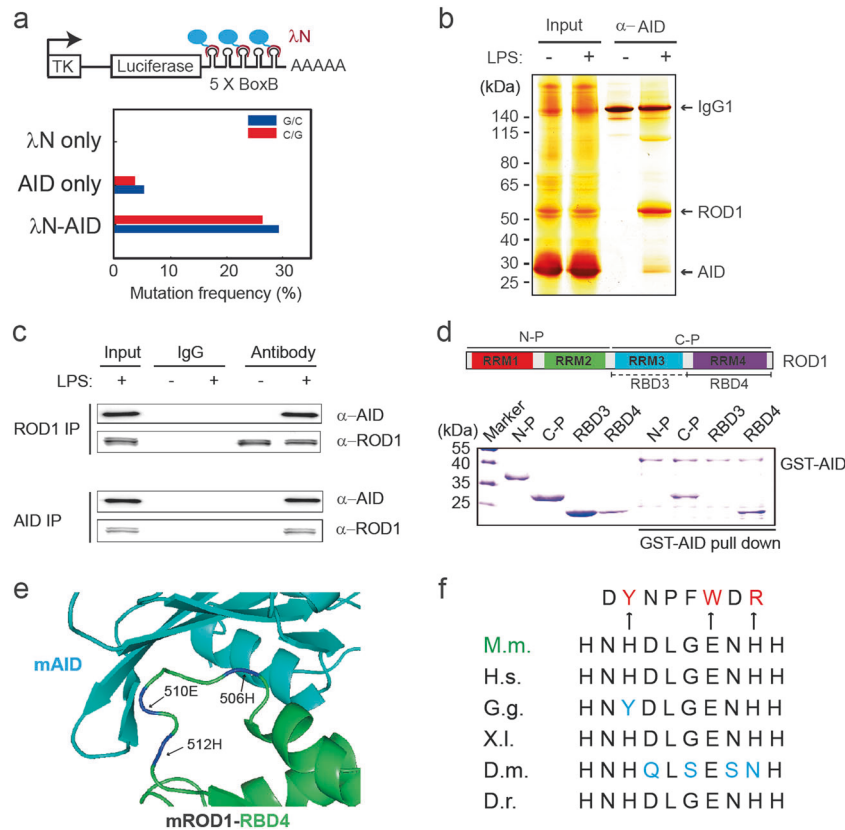 a
TK
Luciferase
λN
AAAAA
5 X BoxB
G/C
C/G
λN only
AID only
λN-AID
0 10 20 30
Mutation frequency (%)
b
Input α-AID
LPS: - + - +
(kDa)
140
115
80
65
50
40
30
25
IgG1
ROD1
AID
c
Input IgG Antibody
LPS: + - + - +
ROD1 IP
α-AID
α-ROD1
AID IP
α-AID
α-ROD1
d
N-P C-P
RRM1 RRM2 RRM3 RRM4 ROD1
RBD3 RBD4
(kDa) Marker N-P C-P RBD3 RBD4 N-P C-P RBD3 RBD4
55
40
35
25
GST-AID
GST-AID pull down
e
mAID
510E
506H
512H
mROD1-RBD4
f
D Y N P F W D R
M.m. H N H D L G E N H H
H.s. H N H D L G E N H H
G.g. H N Y D L G E N H H
X.l. H N H D L G E N H H
D.m. H N H Q L S E S N H
D.r. H N H D L G E N H H